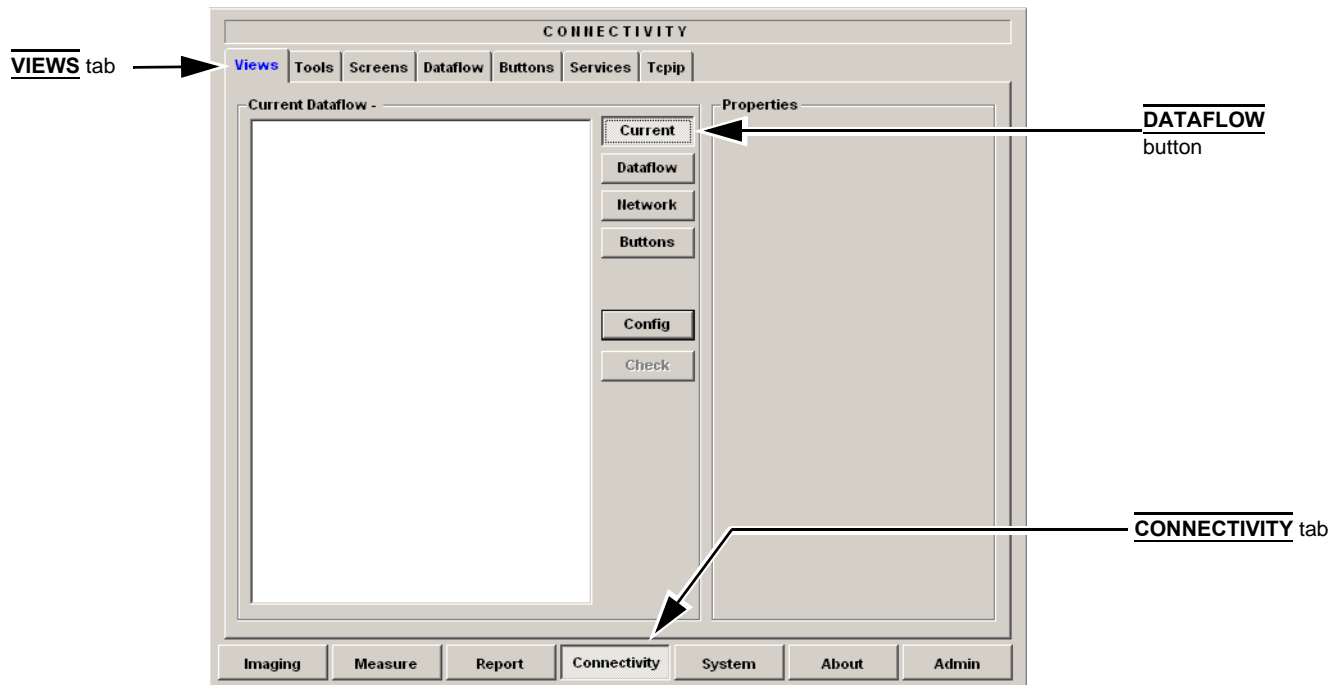 CONNECTIVITY
VIEWS tab
Views Tools Screens Dataflow Buttons Services Tcpip
Current Dataflow -
Properties
Current
DATAFLOW
button
Dataflow
Network
Buttons
Config
Check
CONNECTIVITY tab
Imaging Measure Report Connectivity System About Admin